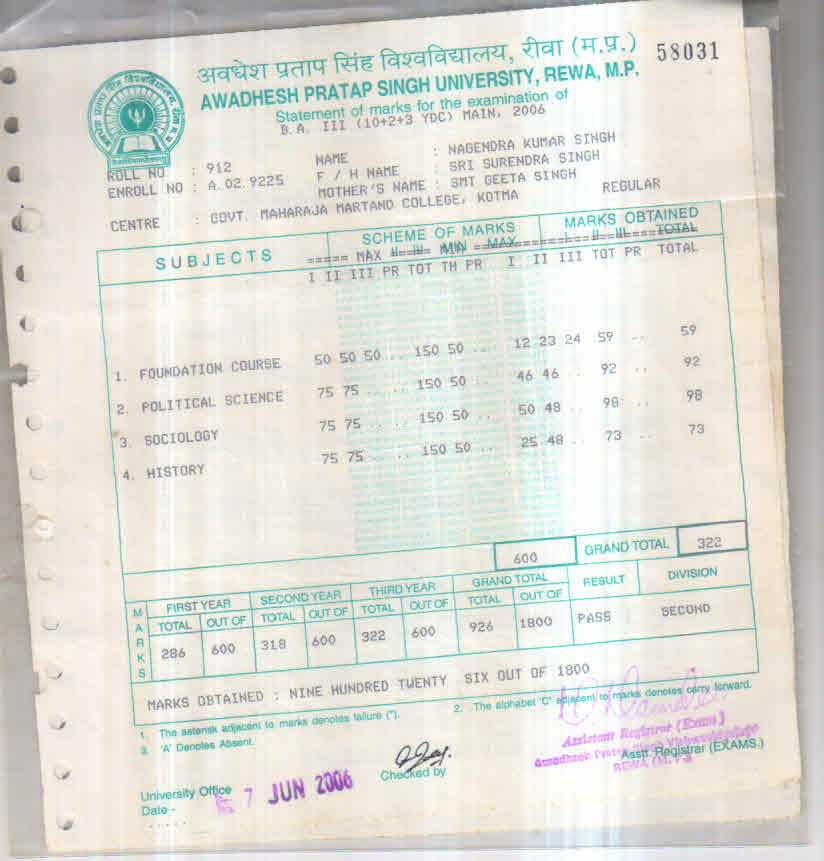 अवधेश प्रताप सिंह विश्वविद्यालय, रीवा (म.प्र.) 58031
AWADHESH PRATAP SINGH UNIVERSITY, REWA, M.P.
Statement of marks for the examination of
B.A. III (10+2+3 YDC) MAIN, 2006
ROLL NO : 912 NAME : NAGENDRA KUMAR SINGH
ENROLL NO : A.02.9225 F / H NAME : SRI SURENDRA SINGH
MOTHER'S NAME : SMT GEETA SINGH
CENTRE : GOVT. MAHARAJA MARTAND COLLEGE, KOTMA REGULAR
SUBJECTS SCHEME OF MARKS MARKS OBTAINED
I II III PR TOT TH PR I II III TOT PR TOTAL
1. FOUNDATION COURSE 50 50 50 .. 150 50 .. 12 23 24 59 .. 59
2. POLITICAL SCIENCE 75 75 .. .. 150 50 .. 46 46 .. 92 .. 92
3. SOCIOLOGY 75 75 .. .. 150 50 .. 50 48 .. 98 .. 98
4. HISTORY 75 75 .. .. 150 50 .. 25 48 .. 73 .. 73
600 GRAND TOTAL 322
MARKS FIRST YEAR SECOND YEAR THIRD YEAR GRAND TOTAL RESULT DIVISION
TOTAL OUT OF TOTAL OUT OF TOTAL OUT OF TOTAL OUT OF
286 600 318 600 322 600 926 1800 PASS SECOND
MARKS OBTAINED : NINE HUNDRED TWENTY SIX OUT OF 1800
1. The asterisk adjacent to marks denotes failure (*). 2. The alphabet 'C' adjacent to marks denotes carry forward.
3. 'A' Denotes Absent.
Assistant Registrar (Exams)
Asstt. Registrar (EXAMS.)
REWA (M.P.)
Checked by
University Office
Date - 7 JUN 2006